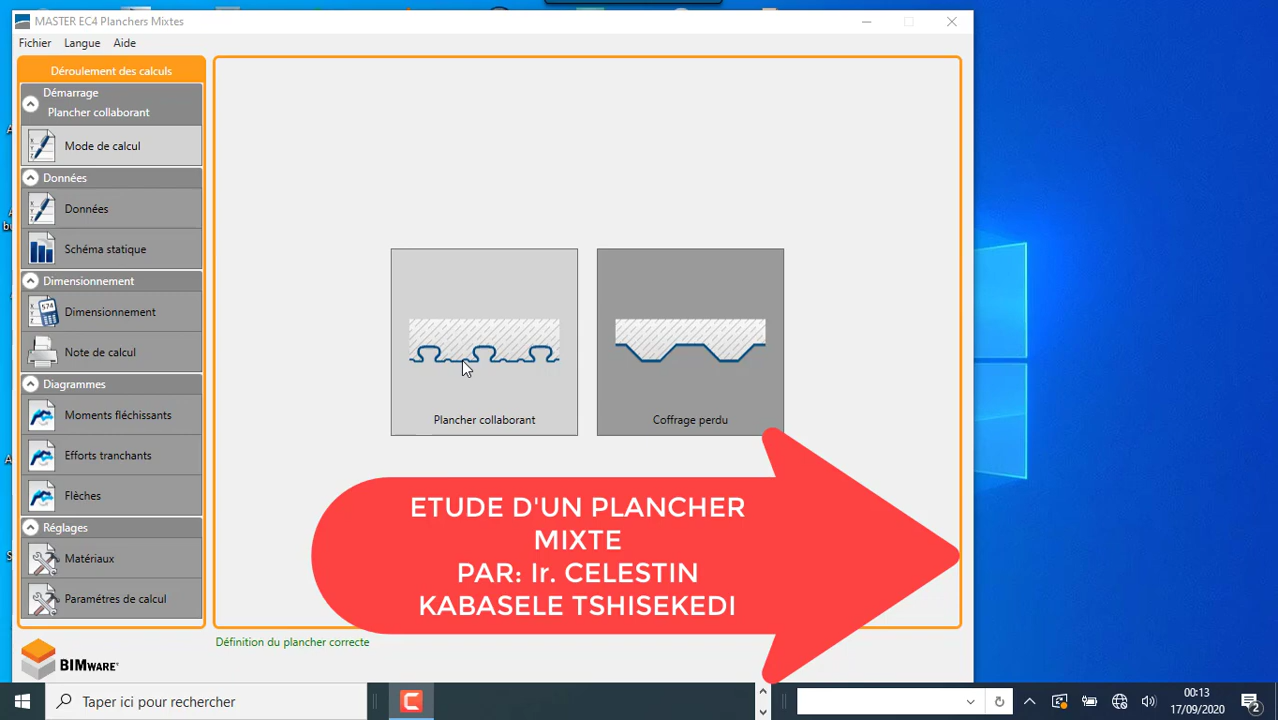 MASTER EC4 Planchers Mixtes
Fichier Langue Aide
Déroulement des calculs
Démarrage
Plancher collaborant
Mode de calcul
Données
Données
Schéma statique
Dimensionnement
Dimensionnement
Note de calcul
Diagrammes
Moments fléchissants
Efforts tranchants
Flèches
Réglages
Matériaux
Paramétres de calcul
BIMware
Plancher collaborant
Coffrage perdu
ETUDE D'UN PLANCHER
MIXTE
PAR: Ir. CELESTIN
KABASELE TSHISEKEDI
Définition du plancher correcte
Taper ici pour rechercher
00:13
17/09/2020
2